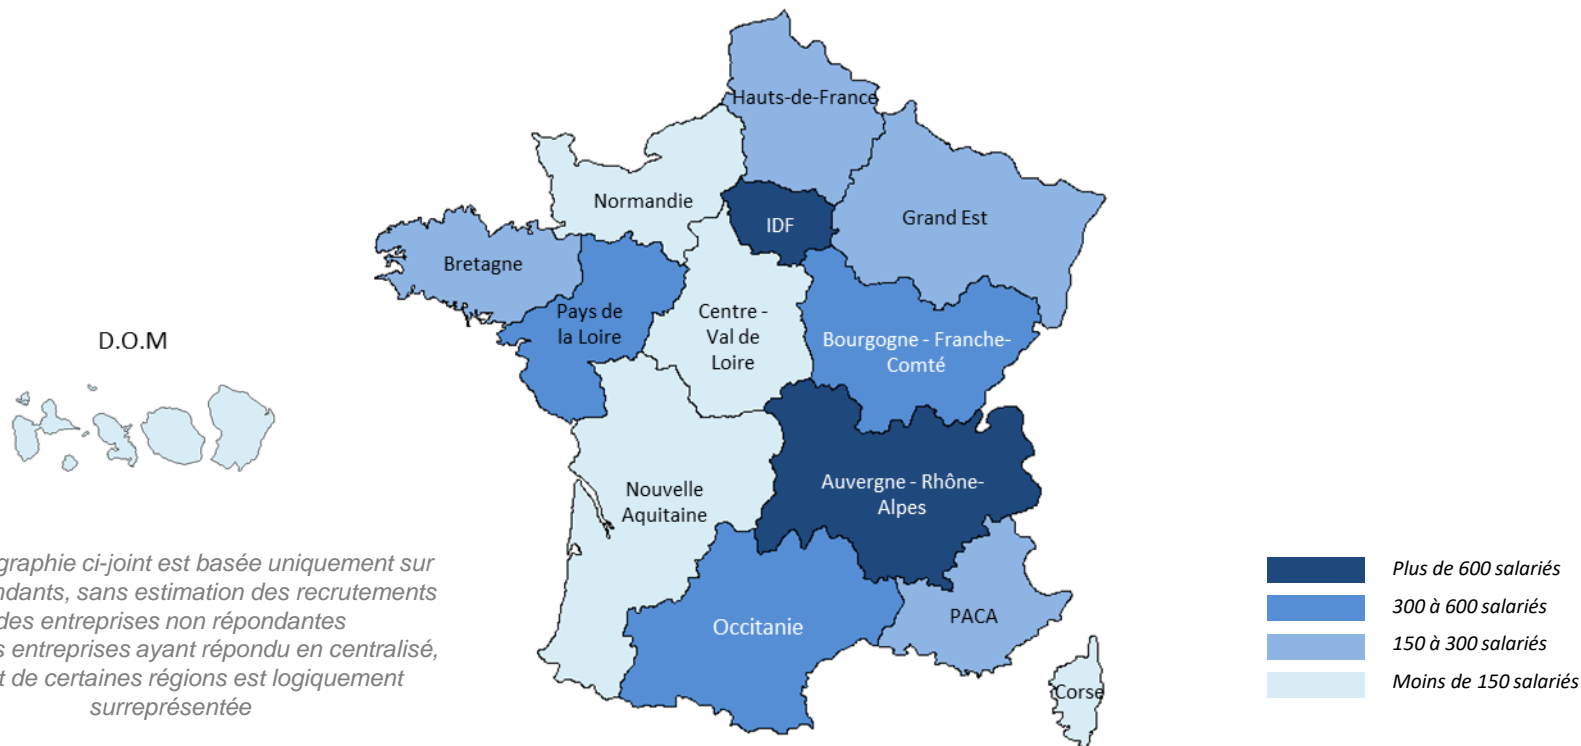 Hauts-de-France
Normandie
IDF
Grand Est
Bretagne
Pays de
la Loire
Centre -
Val de
Loire
Bourgogne - Franche-
Comté
D.O.M
Auvergne - Rhône-
Alpes
Nouvelle
Aquitaine
Occitanie
PACA
Corse
graphie ci-joint est basée uniquement sur
ndants, sans estimation des recrutements
des entreprises non répondantes
s entreprises ayant répondu en centralisé,
t de certaines régions est logiquement
surreprésentée
Plus de 600 salariés
300 à 600 salariés
150 à 300 salariés
Moins de 150 salariés